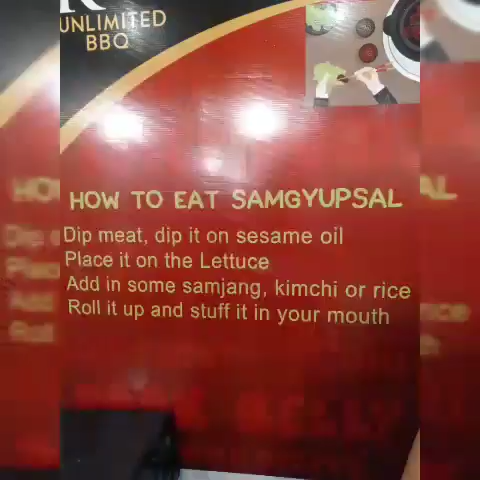 UNLIMITED
BBQ
HOW TO EAT SAMGYUPSAL
Dip meat, dip it on sesame oil
Place it on the Lettuce
Add in some samjang, kimchi or rice
Roll it up and stuff it in your mouth